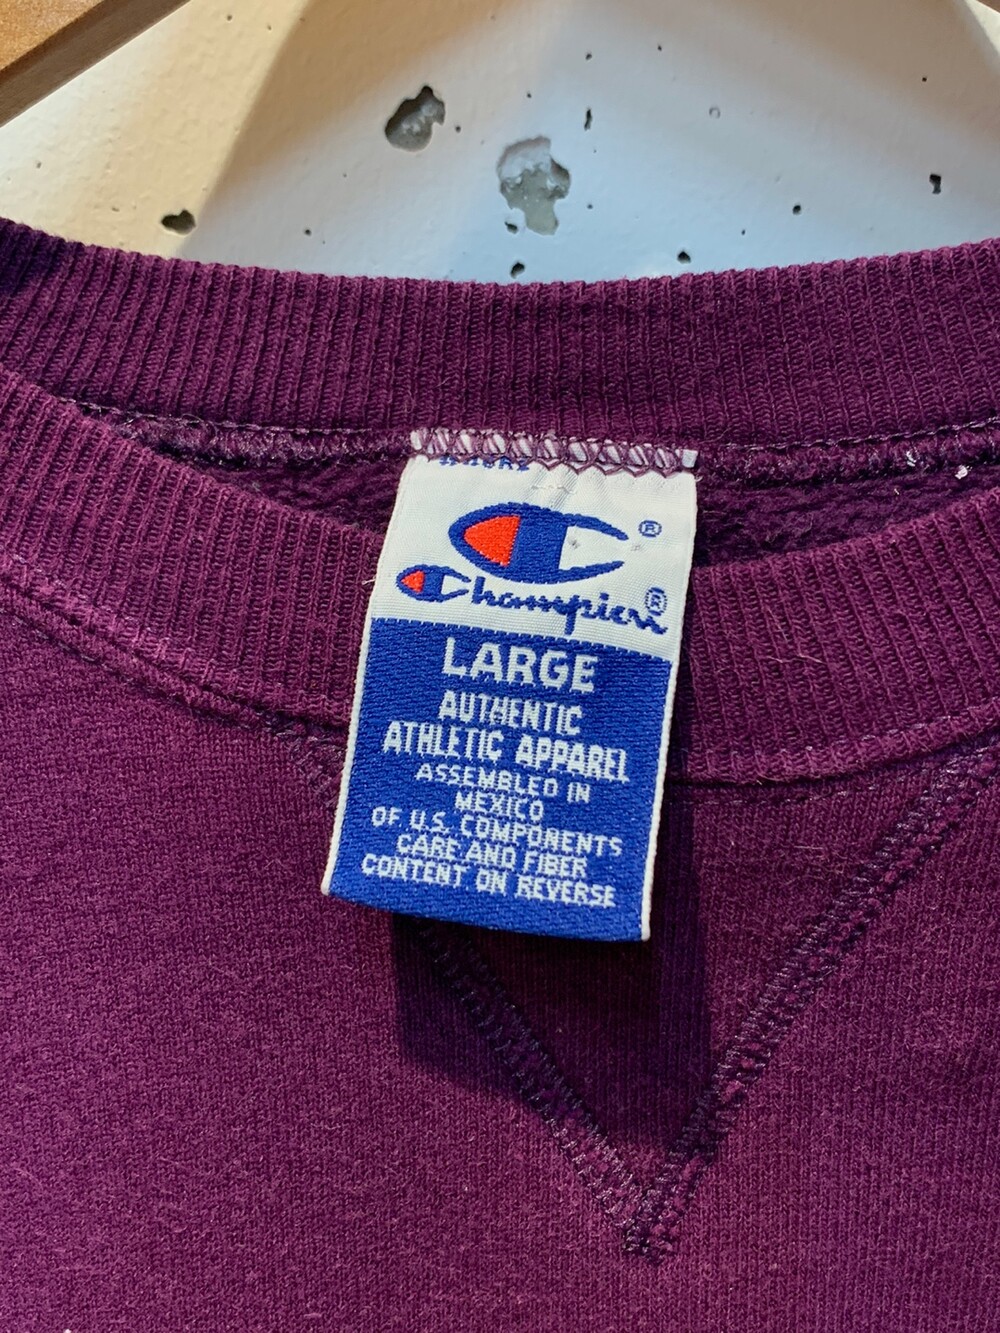 ®
Champion®
LARGE
AUTHENTIC
ATHLETIC APPAREL
ASSEMBLED IN
MEXICO
OF U.S. COMPONENTS
CARE AND FIBER
CONTENT ON REVERSE